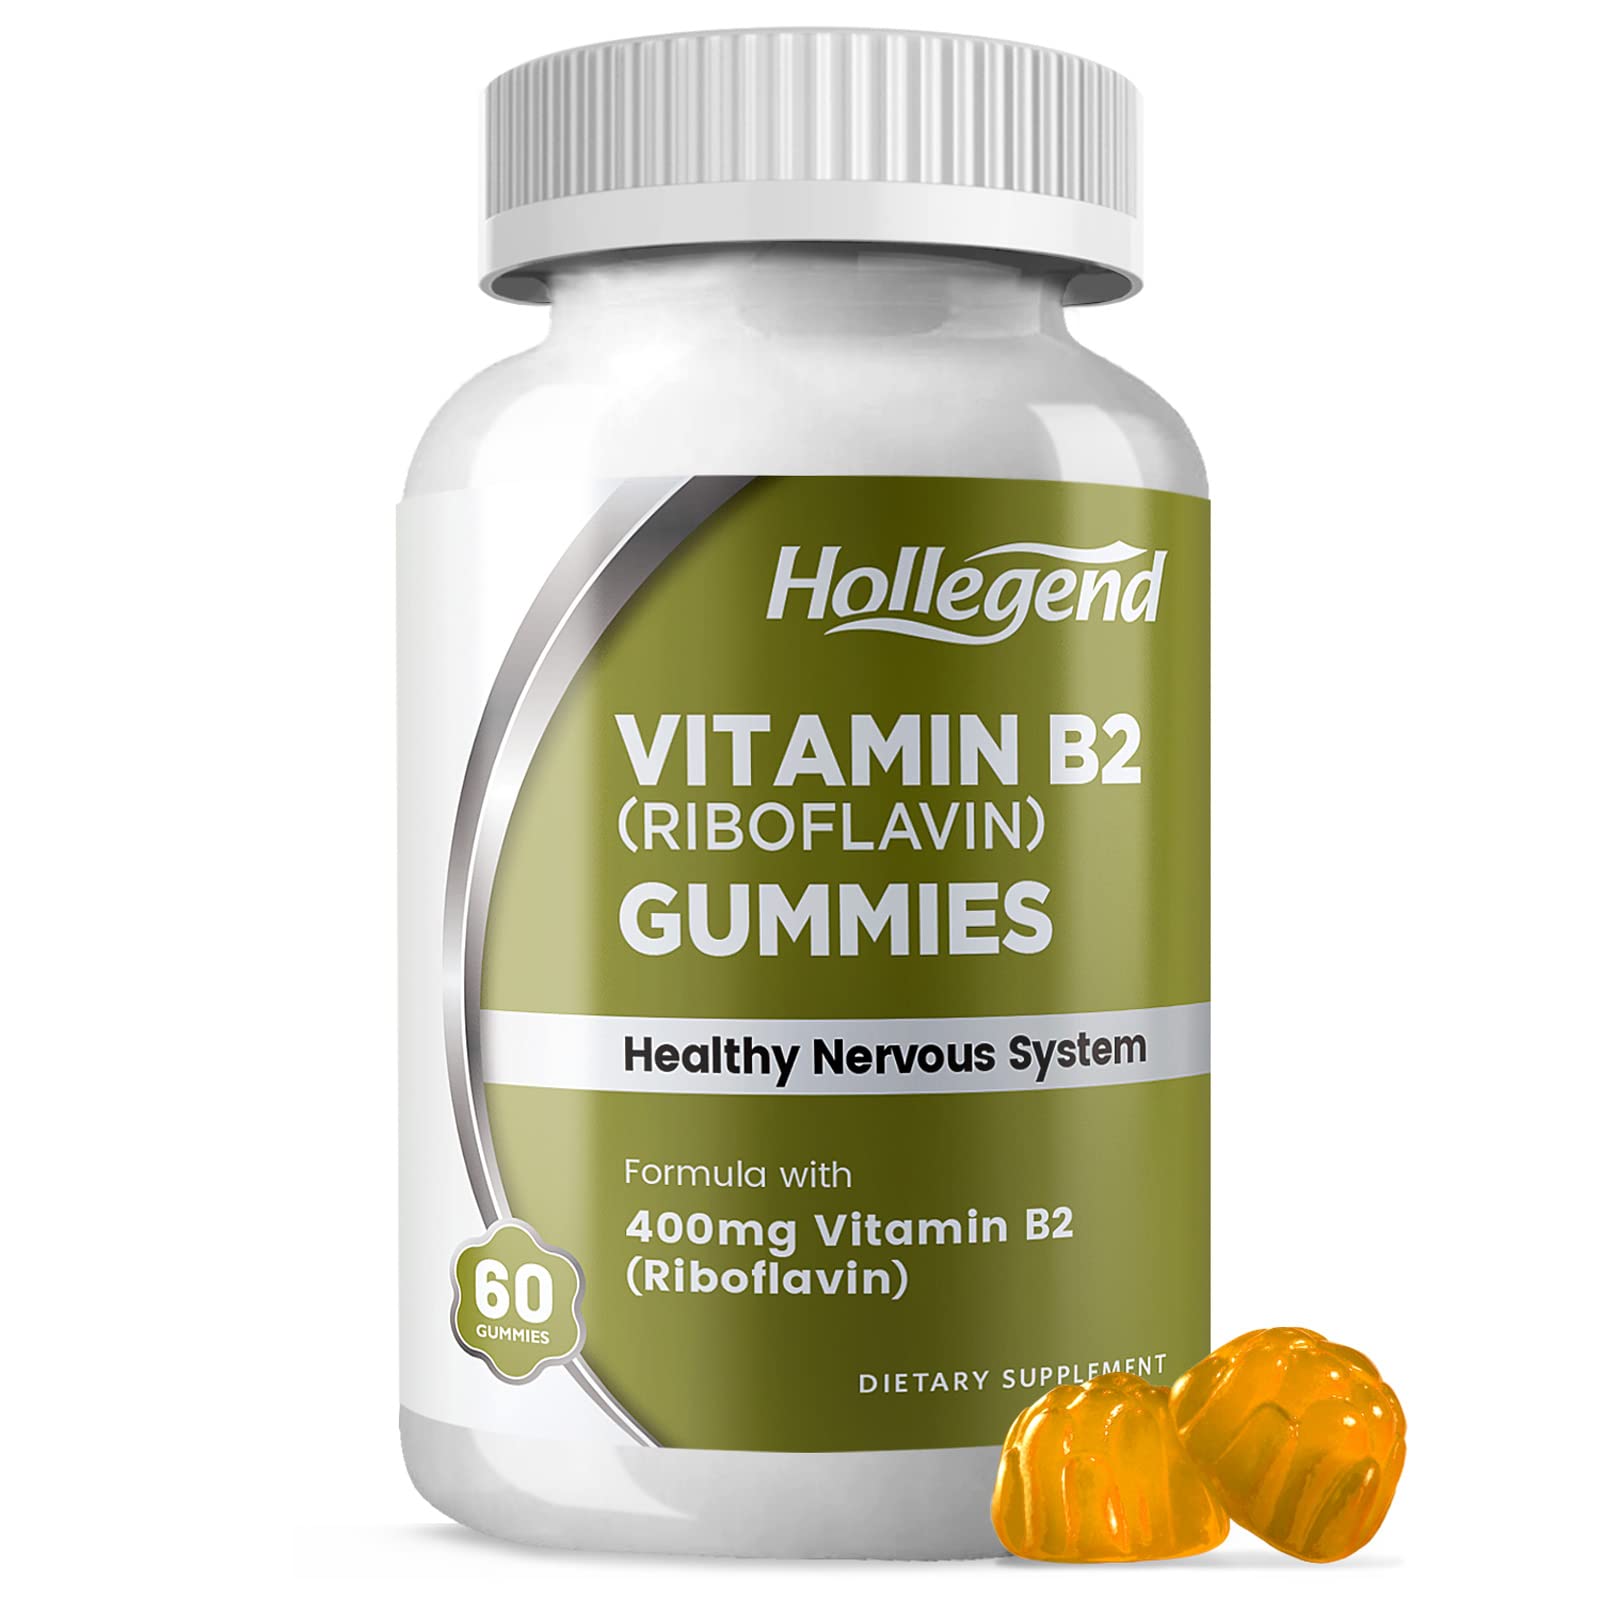 Hollegend
VITAMIN B2
(RIBOFLAVIN)
GUMMIES
Healthy Nervous System
Formula with
400mg Vitamin B2
(Riboflavin)
60
GUMMIES
DIETARY SUPPLEMENT